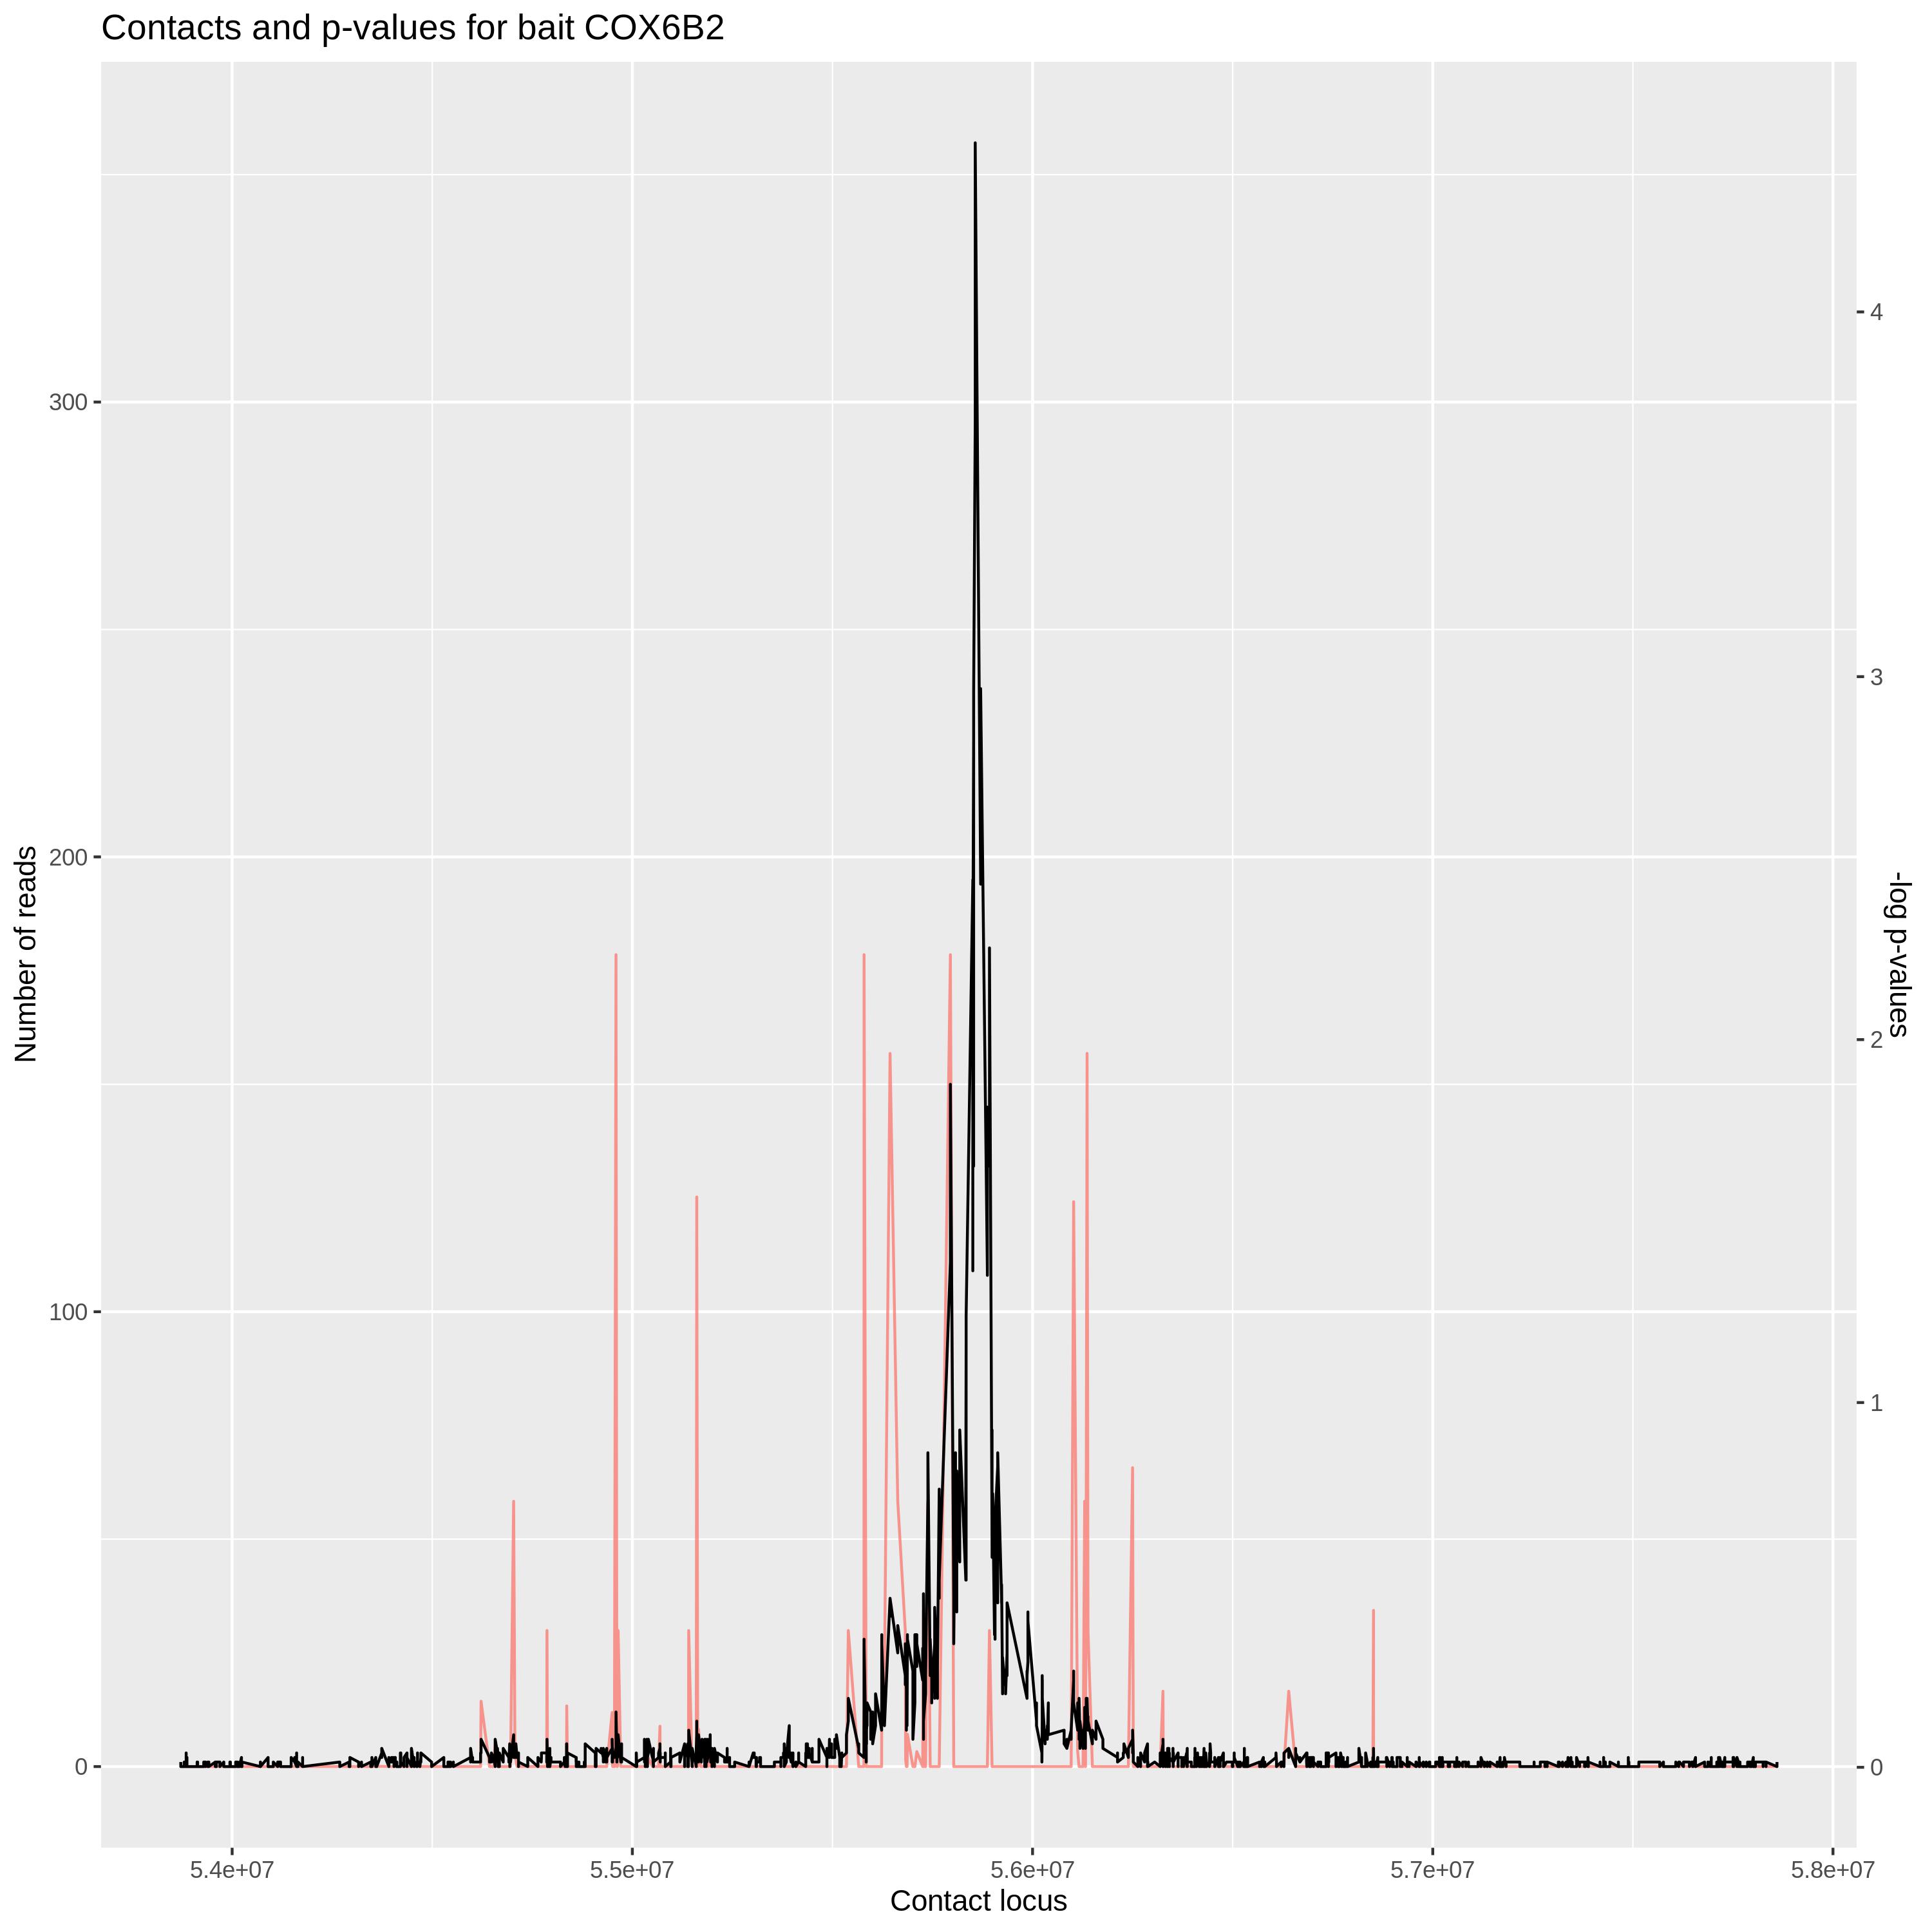 Contacts and p-values for bait COX6B2
Number of reads
300
200
100
0
4
3
2
1
0
-log p-values
5.4e+07 5.5e+07 5.6e+07 5.7e+07 5.8e+07
Contact locus